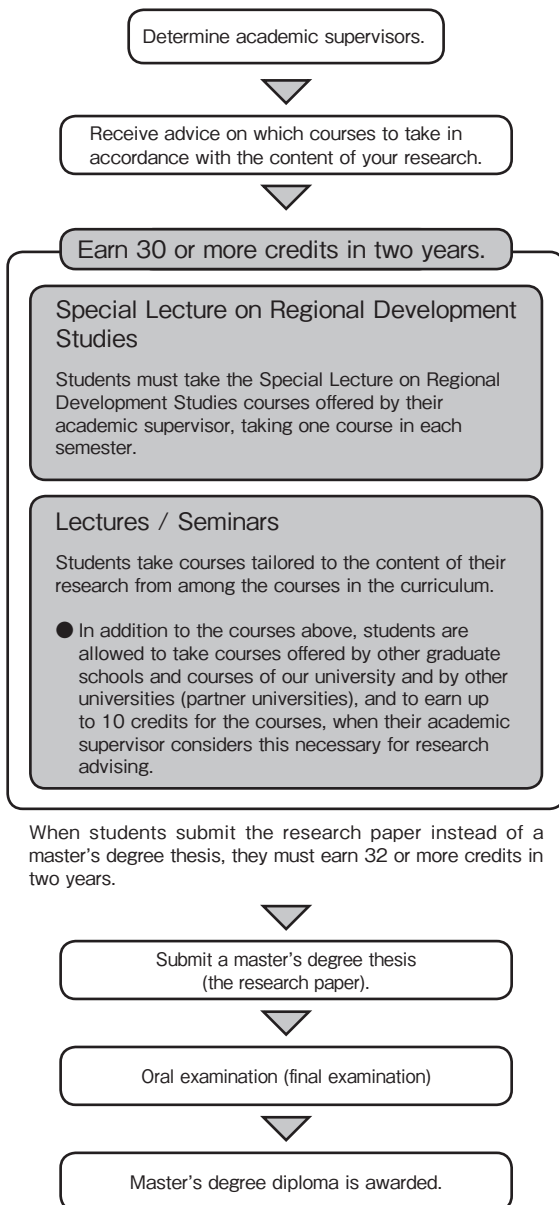 Determine academic supervisors.
Receive advice on which courses to take in
accordance with the content of your research.
Earn 30 or more credits in two years.
Special Lecture on Regional Development
Studies
Students must take the Special Lecture on Regional
Development Studies courses offered by their
academic supervisor, taking one course in each
semester.
Lectures / Seminars
Students take courses tailored to the content of their
research from among the courses in the curriculum.
● In addition to the courses above, students are
allowed to take courses offered by other graduate
schools and courses of our university and by other
universities (partner universities), and to earn up
to 10 credits for the courses, when their academic
supervisor considers this necessary for research
advising.
When students submit the research paper instead of a
master's degree thesis, they must earn 32 or more credits in
two years.
Submit a master's degree thesis
(the research paper).
Oral examination (final examination)
Master's degree diploma is awarded.